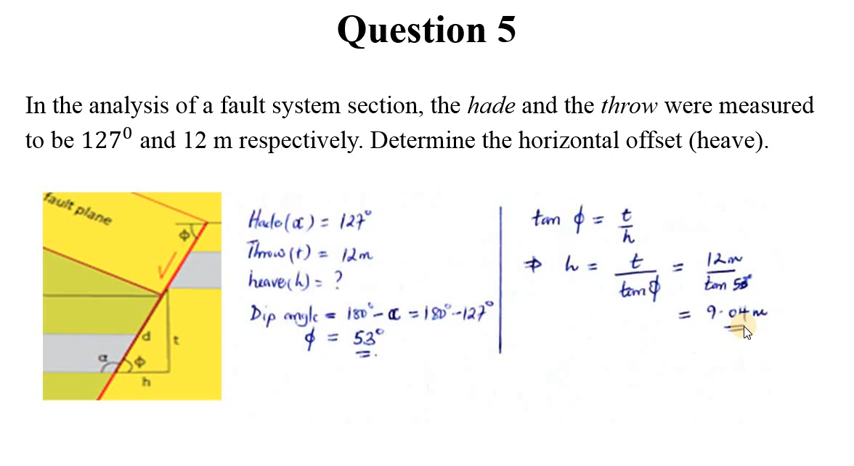 Question 5
In the analysis of a fault system section, the hade and the throw were measured
to be 127⁰ and 12 m respectively. Determine the horizontal offset (heave).
fault plane
ϕ
d
t
α
ϕ
h
Hade(α) = 127°
Throw(t) = 12m
heave(h) = ?
Dip angle = 180° - α = 180° - 127°
ϕ = 53°
tan ϕ = t/h
⇒ h = t/tan ϕ = 12m/tan 53°
= 9.04 m